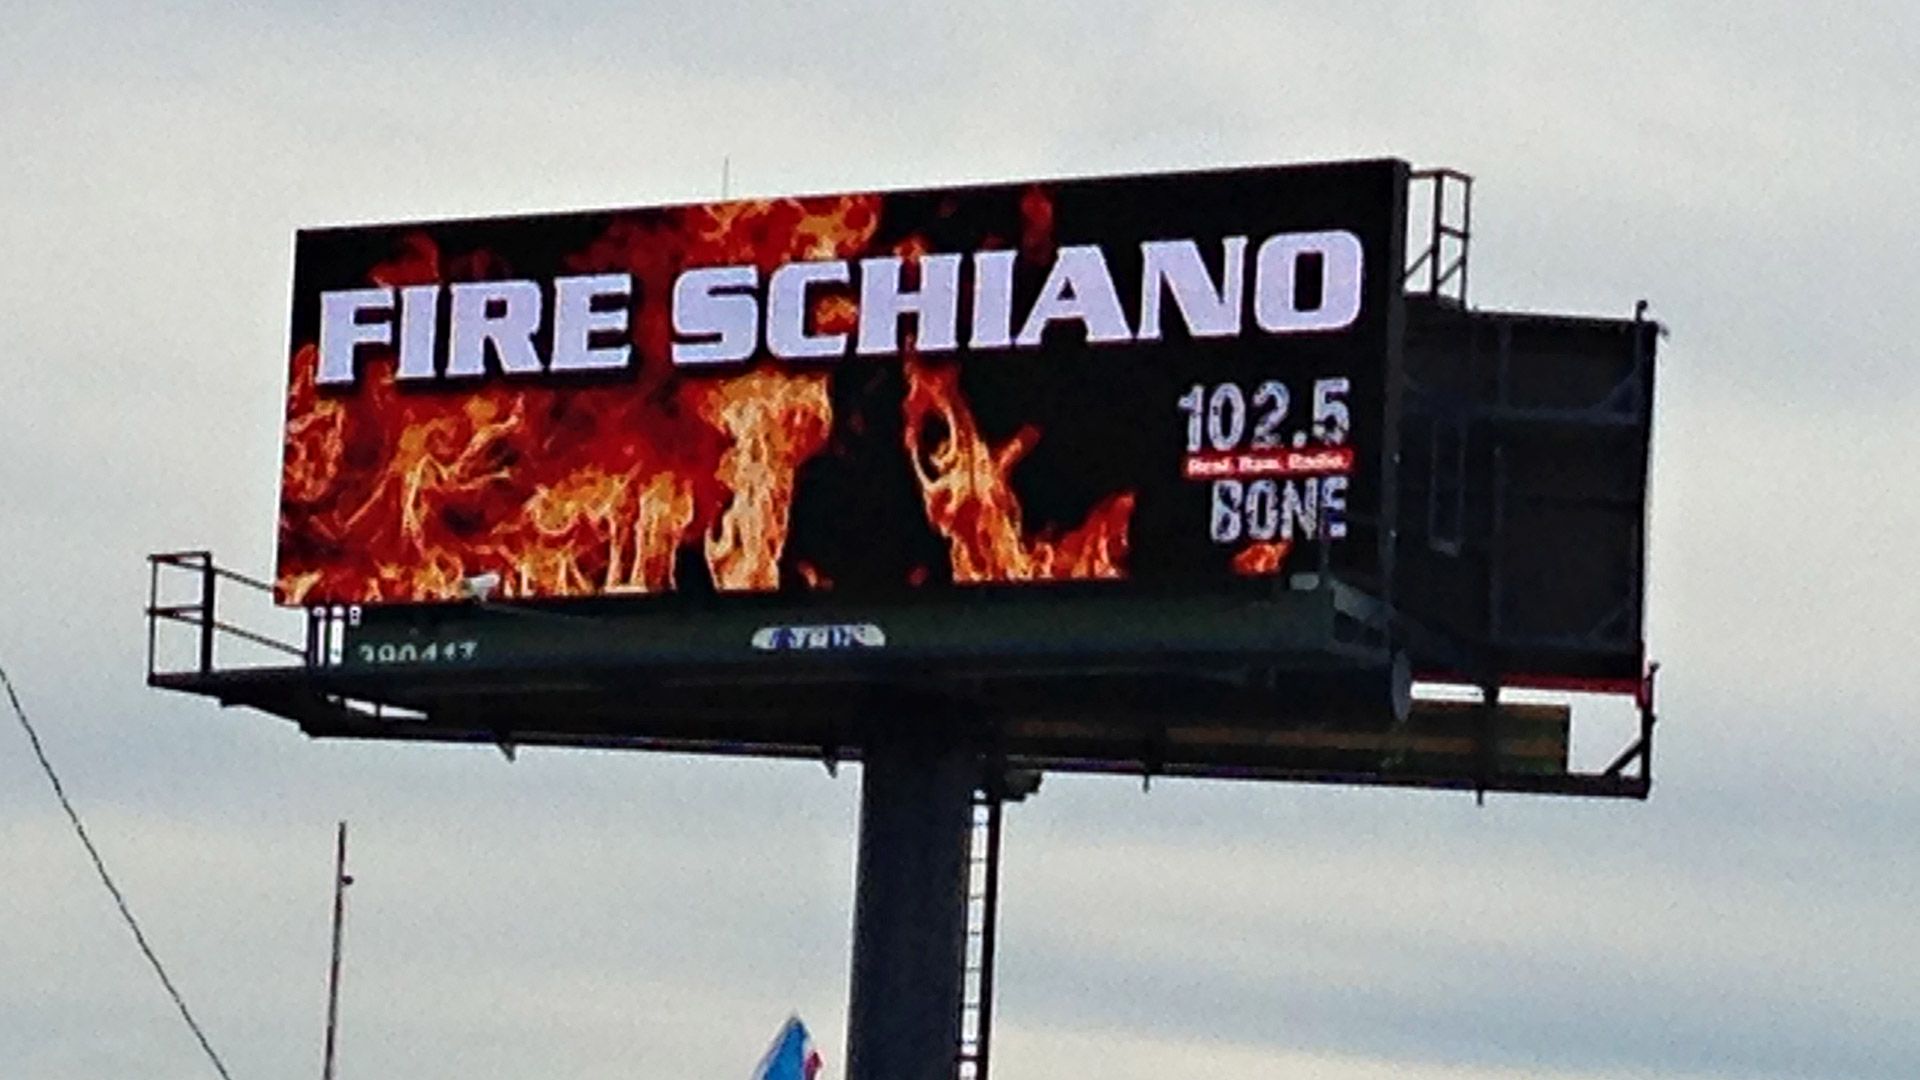 FIRE SCHIANO
102.5
Real. Raw. Radio.
BONE